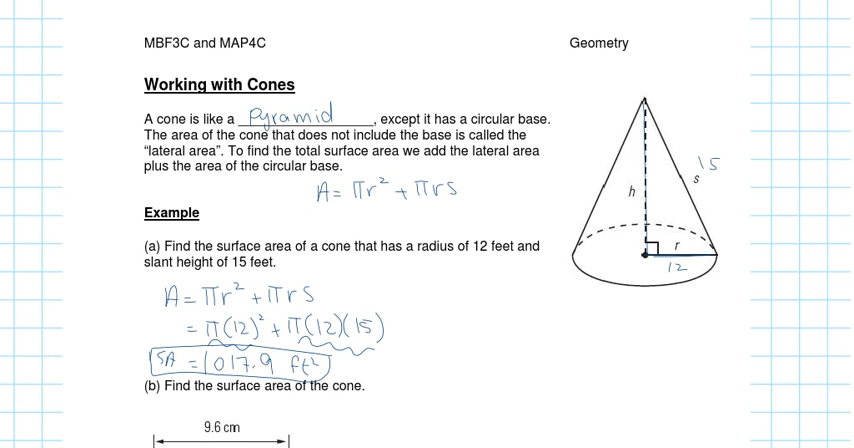 MBF3C and MAP4C Geometry
Working with Cones
A cone is like a pyramid, except it has a circular base.
The area of the cone that does not include the base is called the
“lateral area”. To find the total surface area we add the lateral area
plus the area of the circular base.
A = πr² + πrs
Example
(a) Find the surface area of a cone that has a radius of 12 feet and
slant height of 15 feet.
A = πr² + πrs
= π(12)² + π(12)(15)
SA = 1017.9 ft²
(b) Find the surface area of the cone.
9.6 cm
15
s
h
r
12